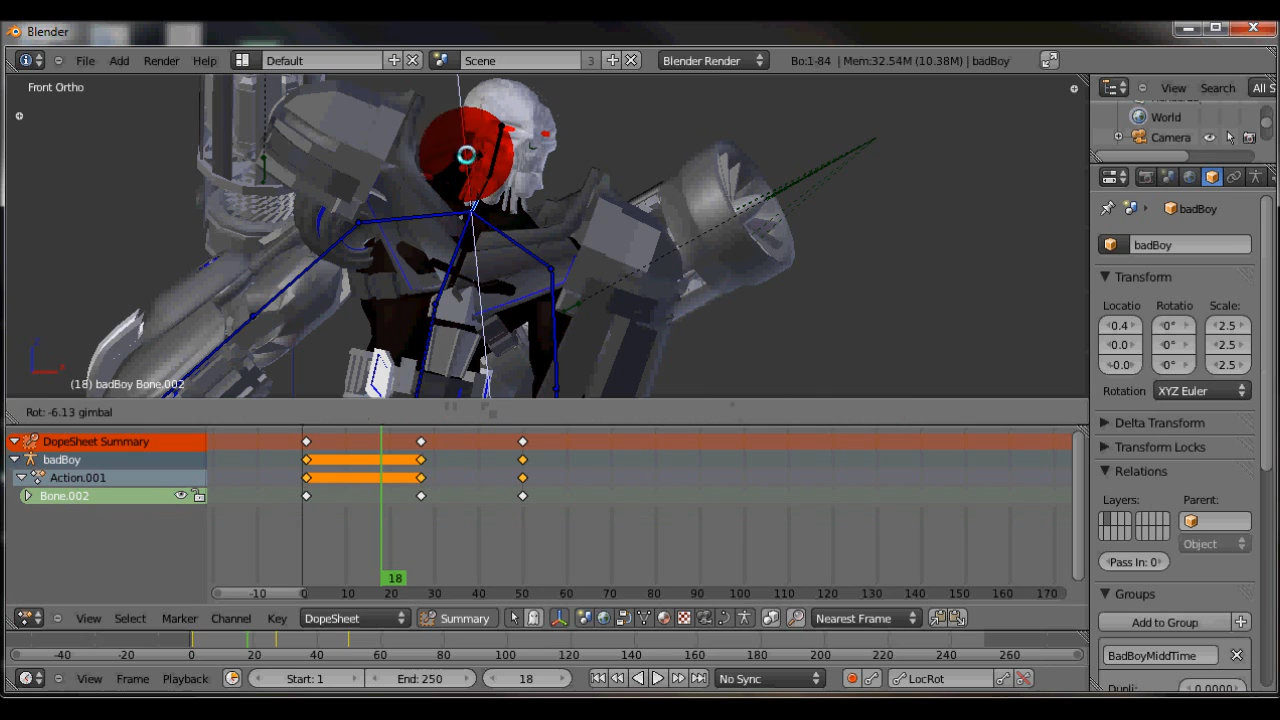 Blender
File Add Render Help Default Scene 3 Blender Render Bo:1-84 | Mem:32.54M (10.38M) | badBoy
View Search All S
Front Ortho
World
Camera
badBoy
badBoy
Transform
Locatio Rotatio Scale:
0.4 0° 2.5
0.0 0° 2.5
0.0 0° 2.5
(18) badBoy Bone.002
Rotation XYZ Euler
Rot: -6.13 gimbal
Delta Transform
DopeSheet Summary
Transform Locks
badBoy
Relations
Action.001
Bone.002
Layers: Parent:
Object
Pass In: 0
18
-10 0 10 20 30 40 50 60 70 80 90 100 110 120 130 140 150 160 170
Groups
View Select Marker Channel Key DopeSheet Summary Nearest Frame
Add to Group
-40 -20 0 20 40 60 80 100 120 140 160 180 200 220 240 260
BadBoyMiddTime
View Frame Playback Start: 1 End: 250 18 No Sync LocRot
Dupli: 0.0000